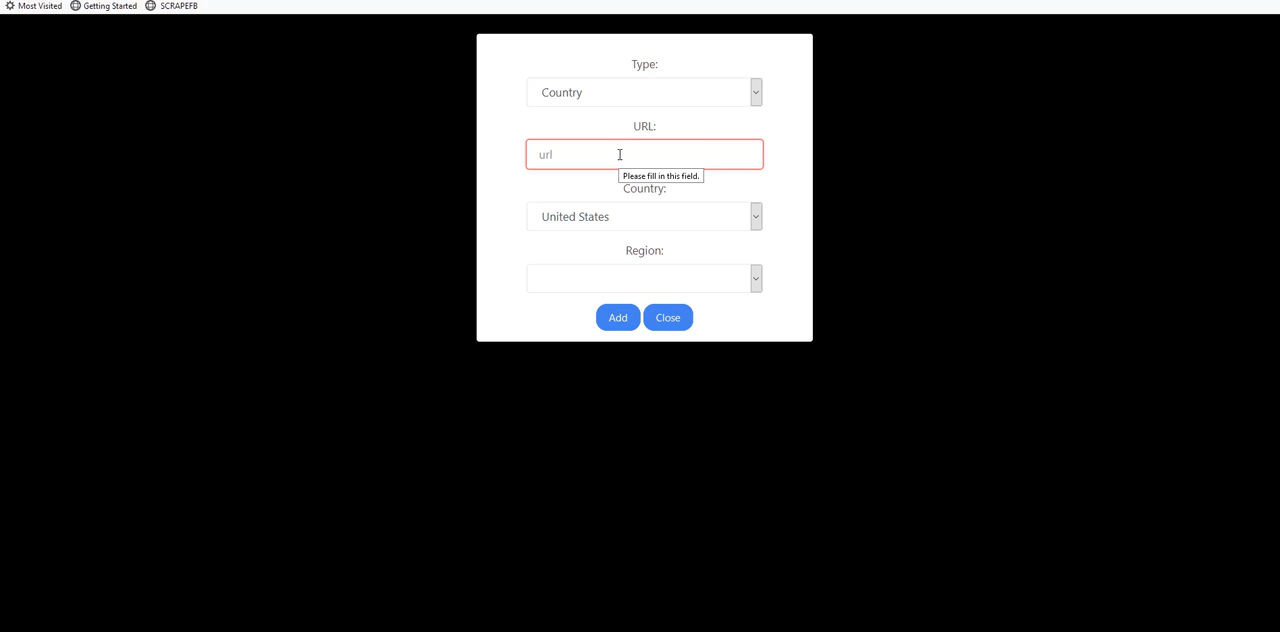 Most Visited Getting Started SCRAPEFB
Type:
Country
URL:
url
Please fill in this field.
Country:
United States
Region:
Add Close